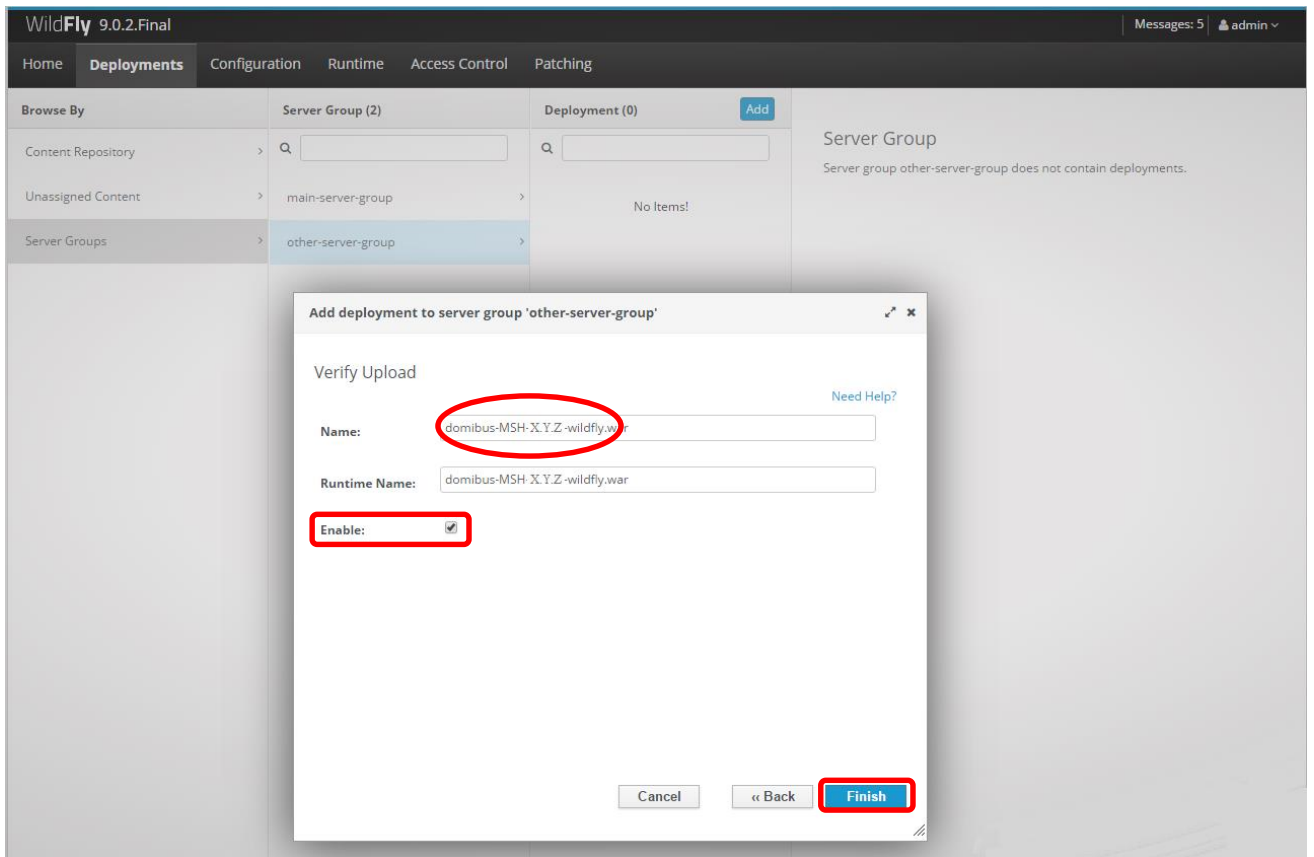 WildFly 9.0.2.Final
Messages: 5 admin
Home Deployments Configuration Runtime Access Control Patching
Browse By
Content Repository
Unassigned Content
Server Groups
Server Group (2)
main-server-group
other-server-group
Deployment (0) Add
No Items!
Server Group
Server group other-server-group does not contain deployments.
Add deployment to server group 'other-server-group'
Verify Upload
Need Help?
Name: domibus-MSH-X.Y.Z-wildfly.war
Runtime Name: domibus-MSH-X.Y.Z-wildfly.war
Enable:
Cancel ‹‹ Back Finish